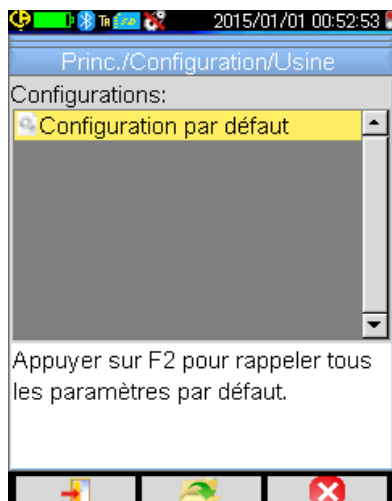 2015/01/01 00:52:53
Princ./Configuration/Usine
Configurations:
Configuration par défaut
Appuyer sur F2 pour rappeler tous
les paramètres par défaut.